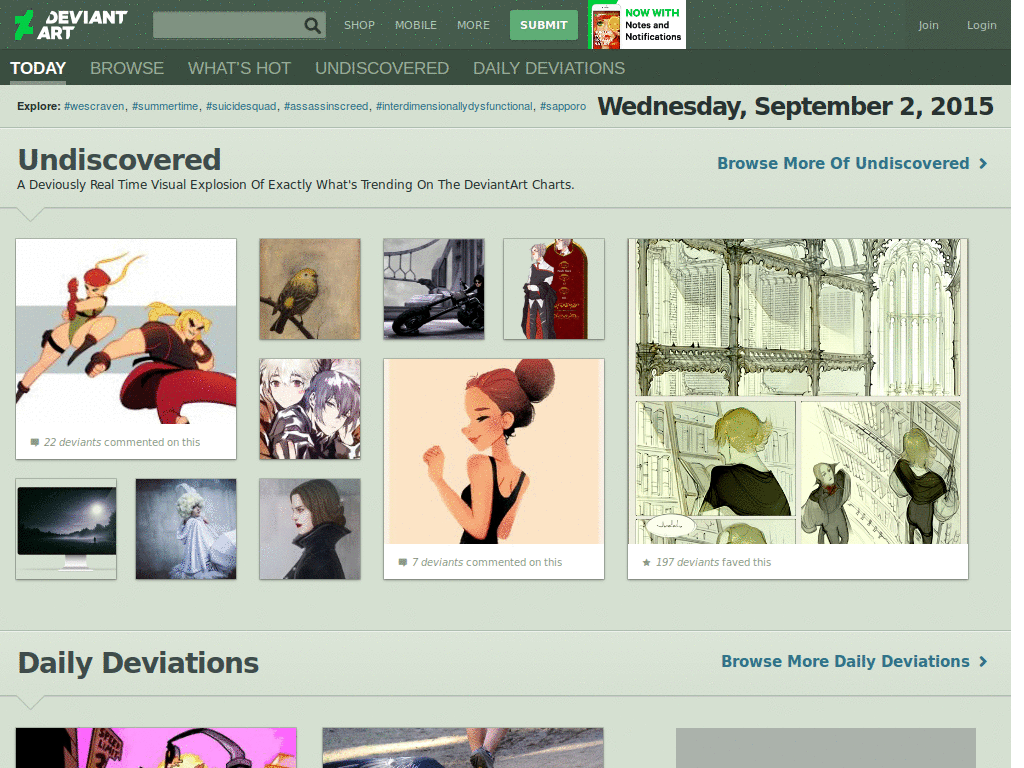 DEVIANT
ART
SHOP
MOBILE
MORE
SUBMIT
NOW WITH
Notes and
Notifications
Join
Login
TODAY
BROWSE
WHAT'S HOT
UNDISCOVERED
DAILY DEVIATIONS
Explore: #wescraven, #summertime, #suicidesquad, #assassinscreed, #interdimensionallydysfunctional, #sapporo
Wednesday, September 2, 2015
Undiscovered
Browse More Of Undiscovered
A Deviously Real Time Visual Explosion Of Exactly What's Trending On The DeviantArt Charts.
22 deviants commented on this
7 deviants commented on this
197 deviants faved this
Daily Deviations
Browse More Daily Deviations
SPEED
LIMIT